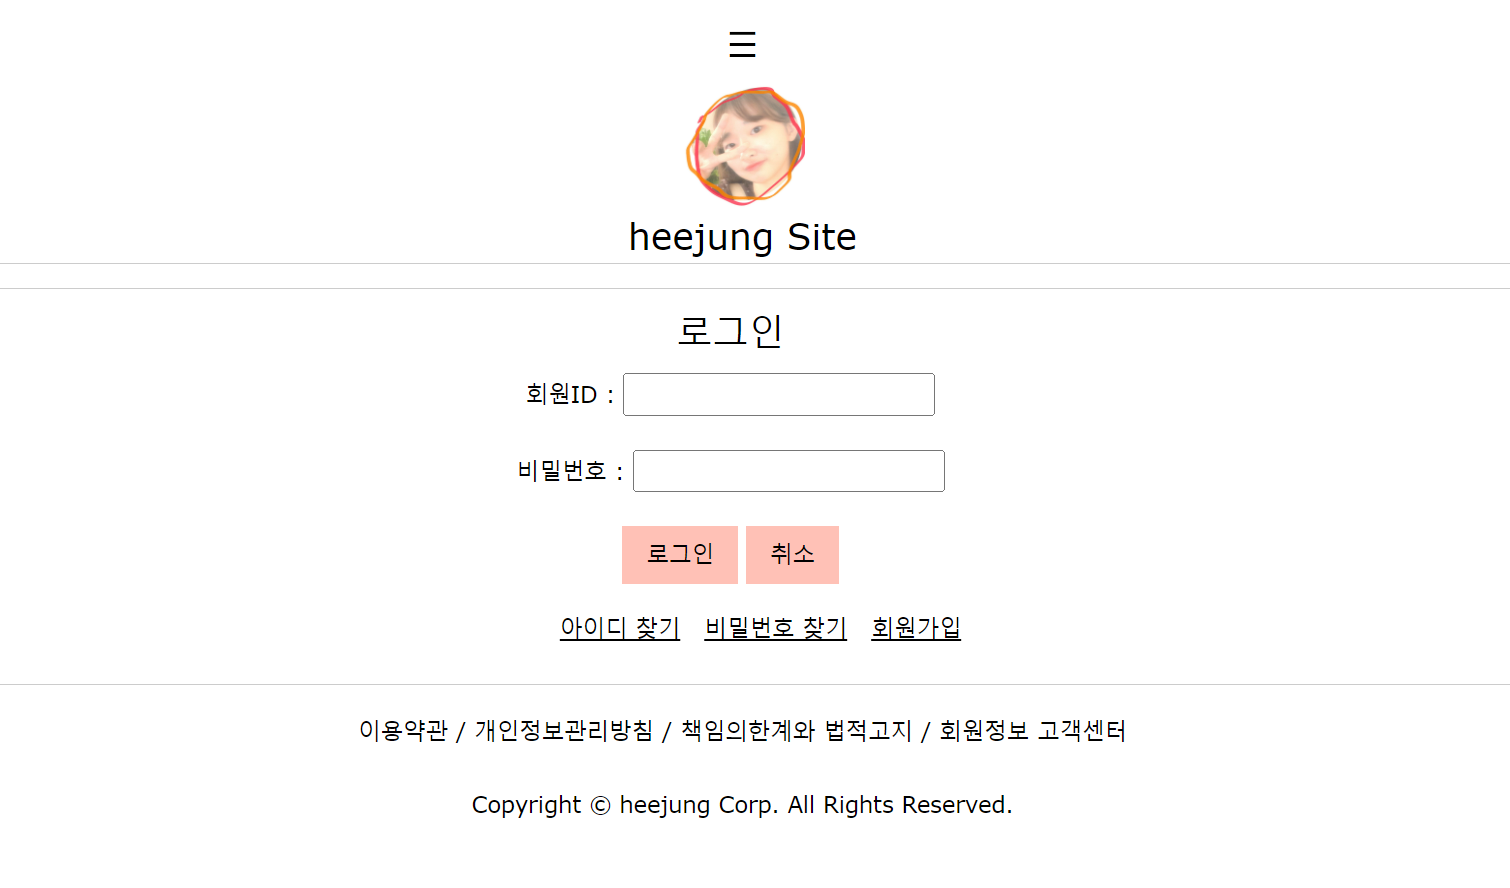 ☰
heejung Site
로그인
회원ID :
비밀번호 :
로그인 취소
아이디 찾기 비밀번호 찾기 회원가입
이용약관 / 개인정보관리방침 / 책임의한계와 법적고지 / 회원정보 고객센터
Copyright © heejung Corp. All Rights Reserved.